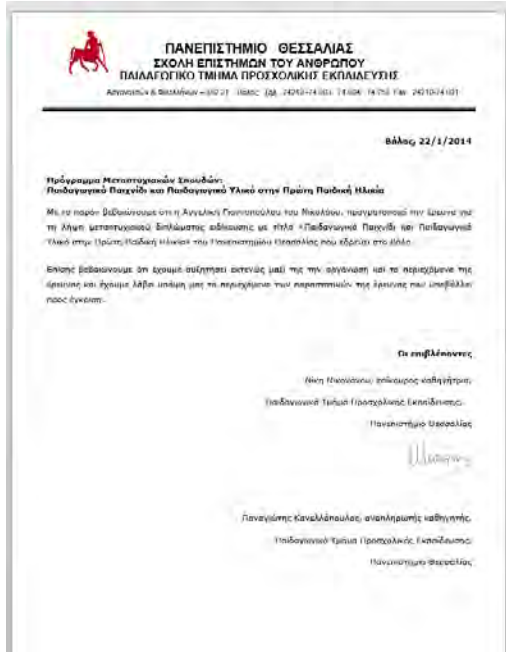 ΠΑΝΕΠΙΣΤΗΜΙΟ ΘΕΣΣΑΛΙΑΣ
ΣΧΟΛΗ ΕΠΙΣΤΗΜΩΝ ΤΟΥ ΑΝΘΡΩΠΟΥ
ΠΑΙΔΑΓΩΓΙΚΟ ΤΜΗΜΑ ΠΡΟΣΧΟΛΙΚΗΣ ΕΚΠΑΙΔΕΥΣΗΣ
Βόλος, 22/1/2014
Πρόγραμμα Μεταπτυχιακών Σπουδών:
Παιδαγωγικό Παιχνίδι και Παιδαγωγικό Υλικό στην Πρώτη Παιδική Ηλικία
Με το παρόν βεβαιώνουμε ότι η Αγγελική του Νικολάου, πραγματοποιεί την έρευνα για
τη λήψη μεταπτυχιακού διπλώματος ειδίκευσης με τίτλο «Παιδαγωγικό Παιχνίδι και Παιδαγωγικό
Υλικό στην Πρώτη Παιδική Ηλικία» του Πανεπιστημίου Θεσσαλίας που εδρεύει στο Βόλο.
Επίσης βεβαιώνουμε ότι έχουμε συζητήσει εκτενώς μαζί της την οργάνωση και το περιεχόμενο της
έρευνας και έχουμε λάβει υπόψη μας το περιεχόμενο των της έρευνας που υποβάλλει
προς έγκριση.
Οι επιβλέποντες
Νίκη Νικονάνου, επίκουρος καθηγήτρια,
Παιδαγωγικό Τμήμα Προσχολικής Εκπαίδευσης,
Πανεπιστήμιο Θεσσαλίας
Παναγιώτης Κανελλόπουλος, αναπληρωτής καθηγητής,
Παιδαγωγικό Τμήμα Προσχολικής Εκπαίδευσης,
Πανεπιστήμιο Θεσσαλίας